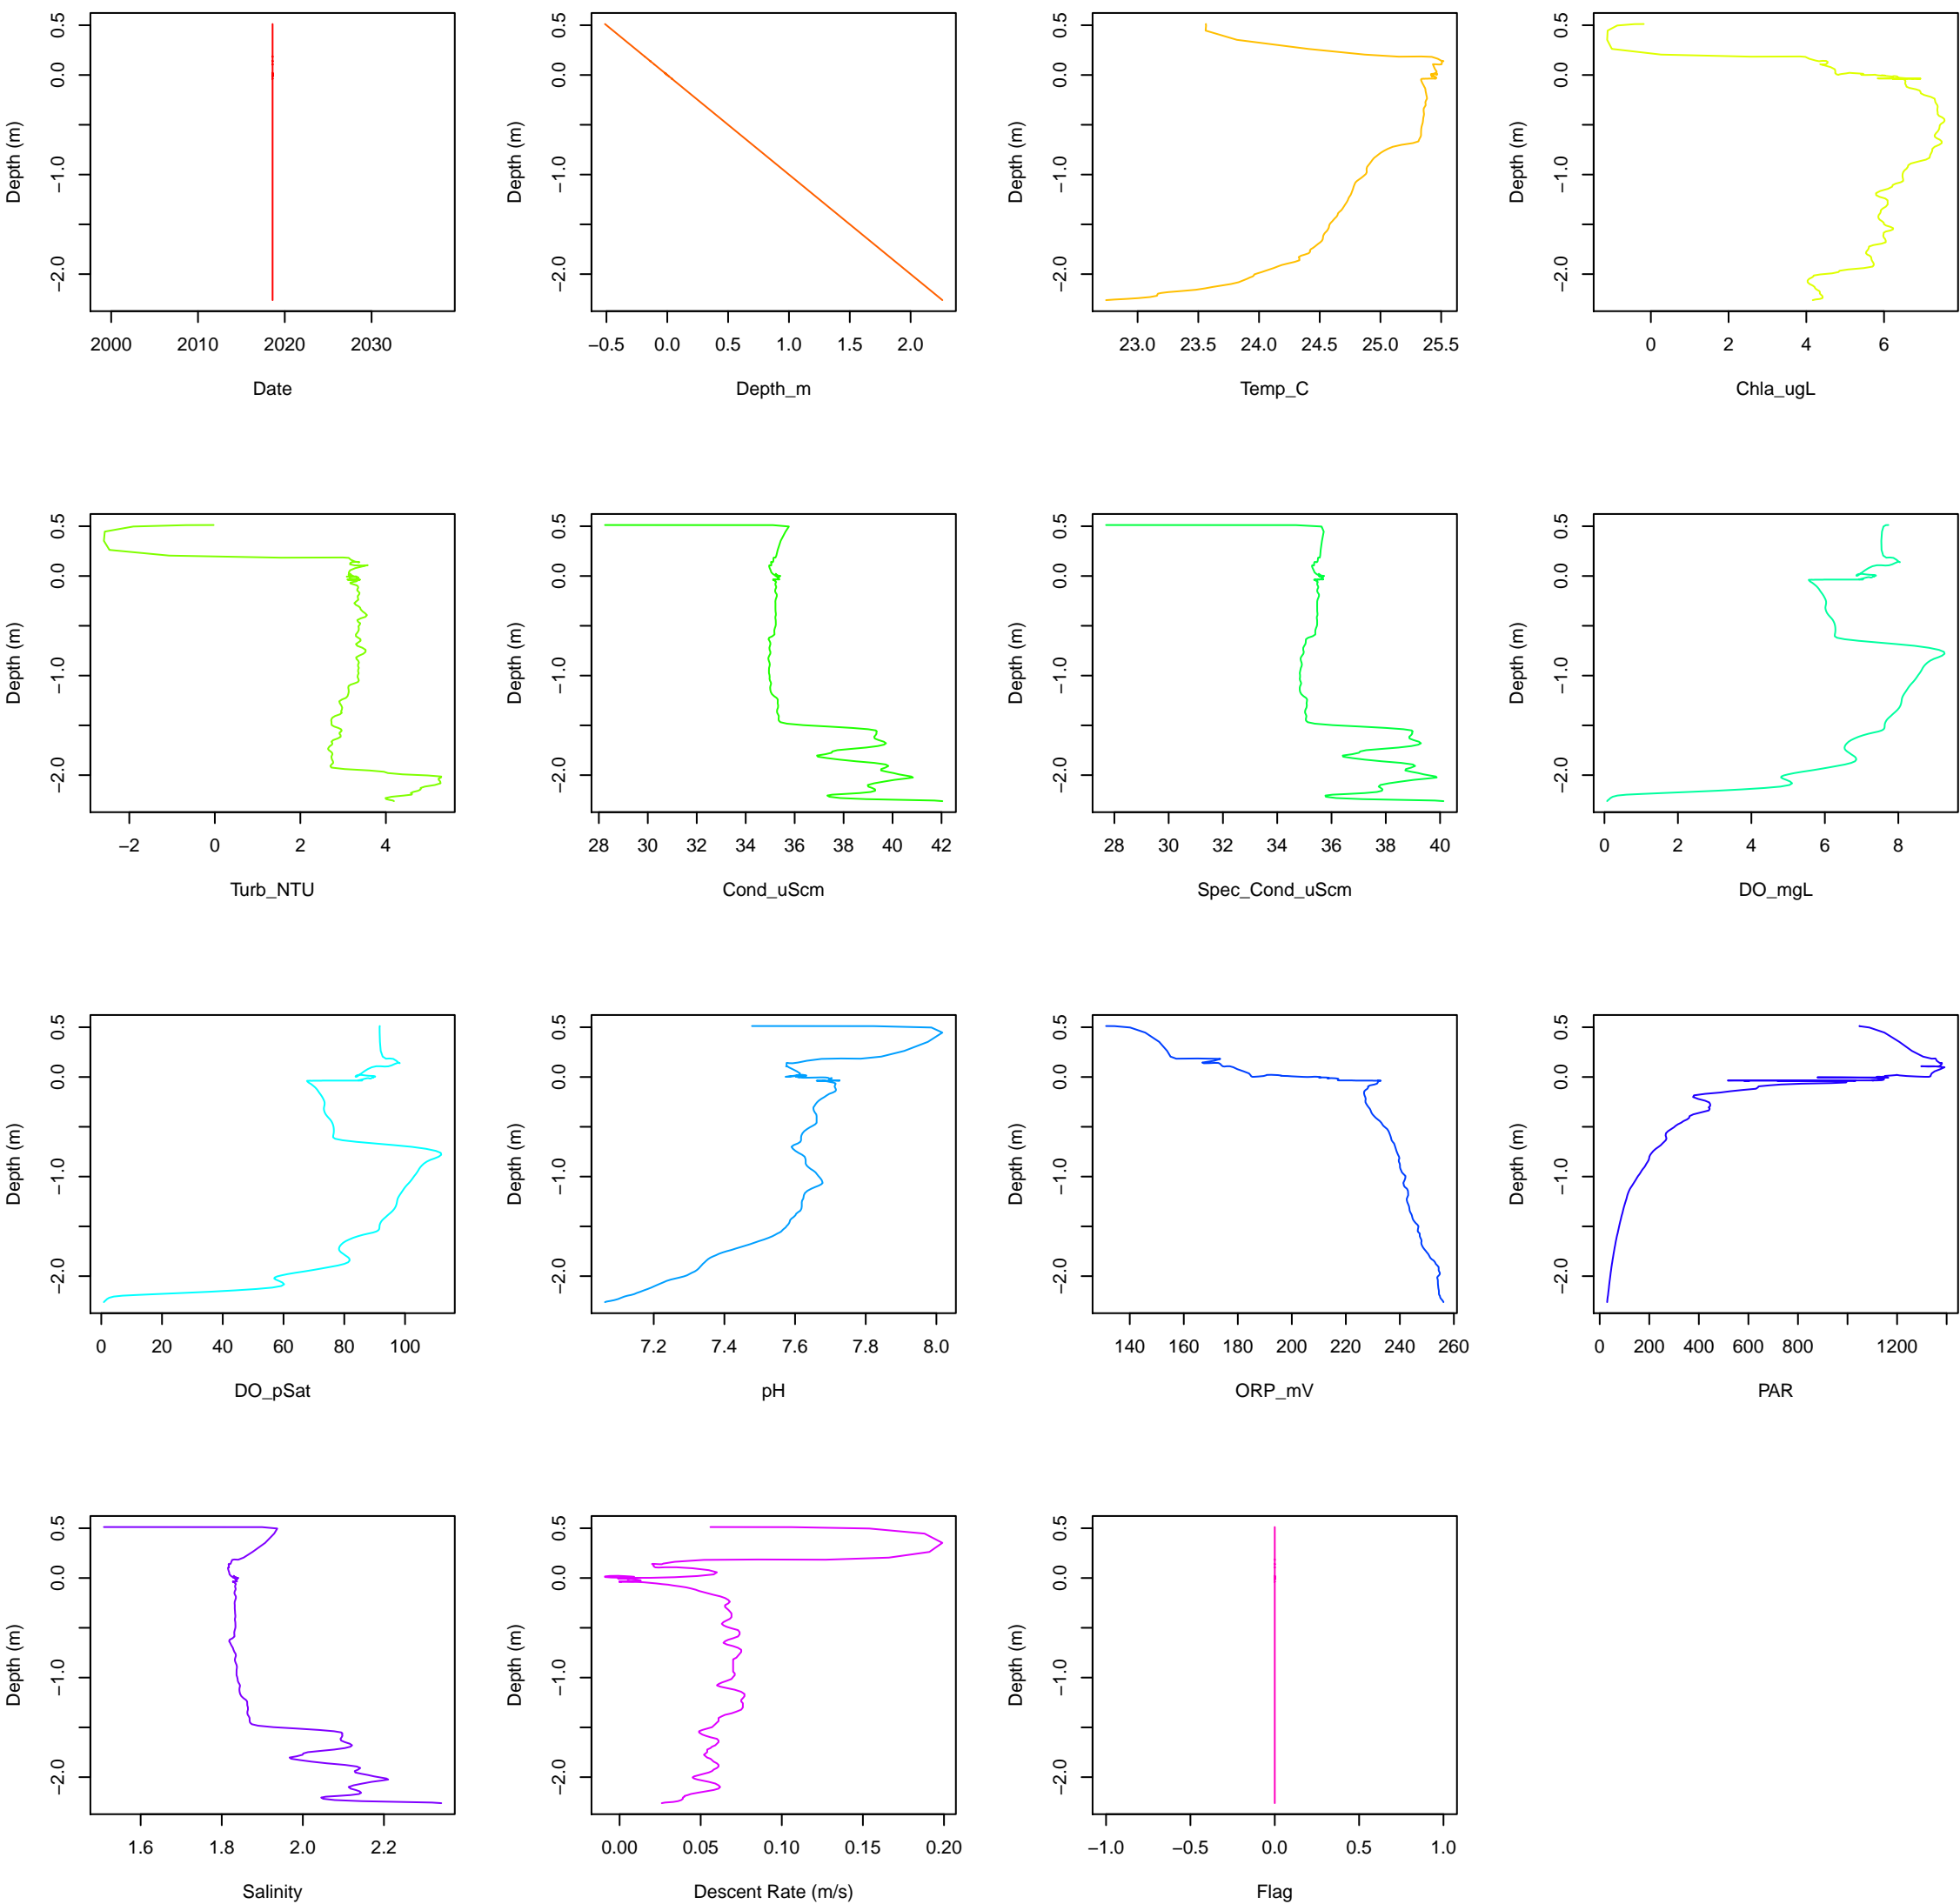 0.5 0.5 0.5 0.5
0.0 0.0 0.0 0.0
Depth (m) Depth (m) Depth (m) Depth (m)
−1.0 −1.0 −1.0 −1.0
−2.0 −2.0 −2.0 −2.0
2000 2010 2020 2030 −0.5 0.0 0.5 1.0 1.5 2.0 23.0 23.5 24.0 24.5 25.0 25.5 0 2 4 6
Date Depth_m Temp_C Chla_ugL
0.5 0.5 0.5 0.5
0.0 0.0 0.0 0.0
Depth (m) Depth (m) Depth (m) Depth (m)
−1.0 −1.0 −1.0 −1.0
−2.0 −2.0 −2.0 −2.0
−2 0 2 4 28 30 32 34 36 38 40 42 28 30 32 34 36 38 40 0 2 4 6 8
Turb_NTU Cond_uScm Spec_Cond_uScm DO_mgL
0.5 0.5 0.5 0.5
0.0 0.0 0.0 0.0
Depth (m) Depth (m) Depth (m) Depth (m)
−1.0 −1.0 −1.0 −1.0
−2.0 −2.0 −2.0 −2.0
0 20 40 60 80 100 7.2 7.4 7.6 7.8 8.0 140 160 180 200 220 240 260 0 200 400 600 800 1200
DO_pSat pH ORP_mV PAR
0.5 0.5 0.5
0.0 0.0 0.0
Depth (m) Depth (m) Depth (m)
−1.0 −1.0 −1.0
−2.0 −2.0 −2.0
1.6 1.8 2.0 2.2 0.00 0.05 0.10 0.15 0.20 −1.0 −0.5 0.0 0.5 1.0
Salinity Descent Rate (m/s) Flag